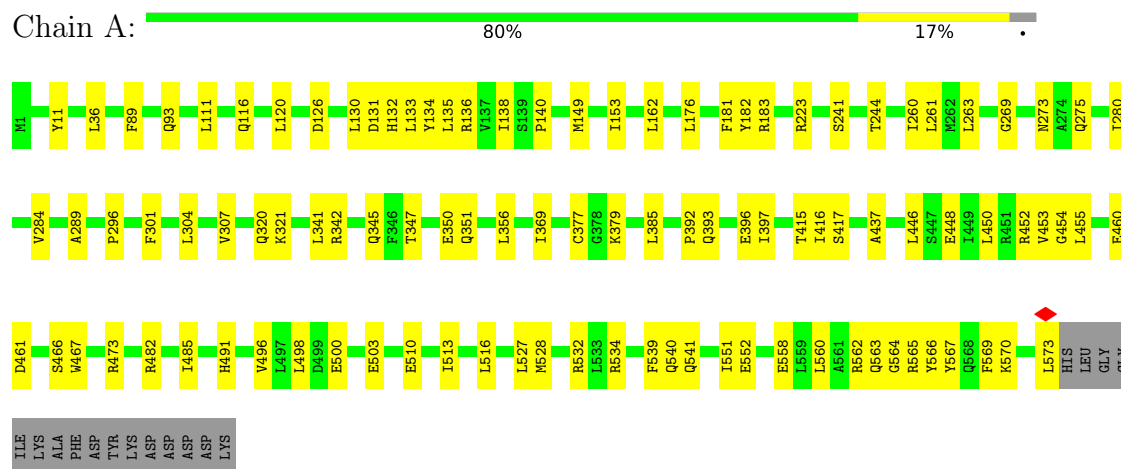 Chain A:
80% 17% •
M1 Y11 L36 F89 Q93 L111 Q116 L120 D126 L130 D131 H132 L133 Y134 L135 R136 V137 I138 S139 P140 M149 I153 L162 L176 F181 Y182 R183 R223 S241 T244 I260 L261 M262 L263 G269 N273 A274 Q275 I280
V284 A289 P296 F301 L304 V307 Q320 K321 L341 R342 Q345 F346 T347 E350 Q351 L356 I369 C377 G378 K379 L385 P392 Q393 E396 I397 T415 I416 S417 A437 L446 S447 E448 I449 L450 R451 R452 V453 G454 L455 E460
D461 S466 W467 R473 R482 I485 H491 V496 L497 L498 D499 E500 E503 E510 I513 L516 L527 M528 R532 L533 R534 F539 Q540 Q541 I551 E552 E558 L559 L560 A561 R562 Q563 G564 R565 Y566 Y567 Q568 F569 K570 L573 HIS LEU GLY
ILE LYS ALA PHE ASP TYR LYS ASP ASP ASP ASP LYS